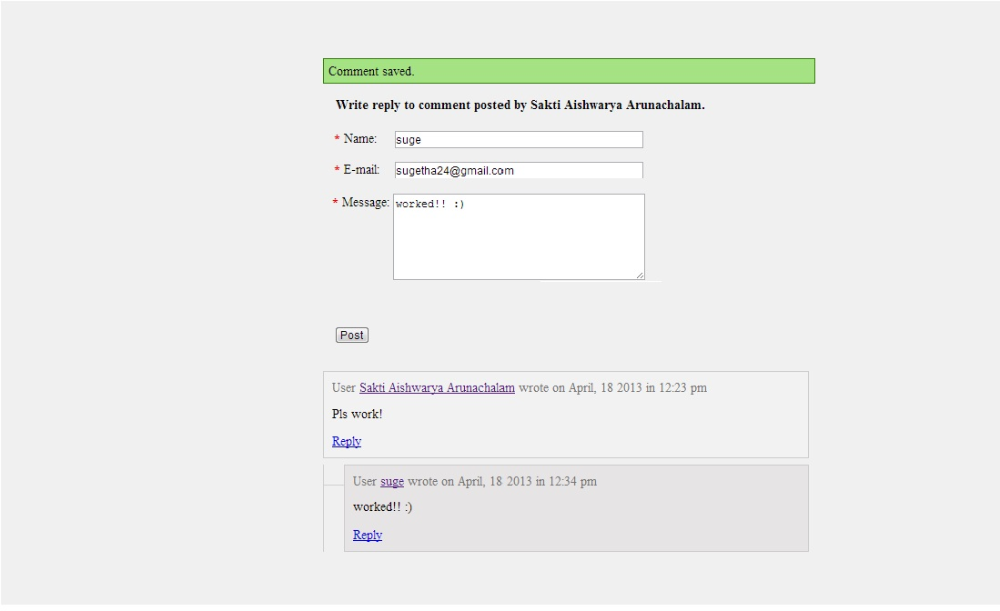 Comment saved.
Write reply to comment posted by Sakti Aishwarya Arunachalam.
* Name: suge
* E-mail: sugetha24@gmail.com
* Message: worked!! :)
Post
User Sakti Aishwarya Arunachalam wrote on April, 18 2013 in 12:23 pm
Pls work!
Reply
User suge wrote on April, 18 2013 in 12:34 pm
worked!! :)
Reply